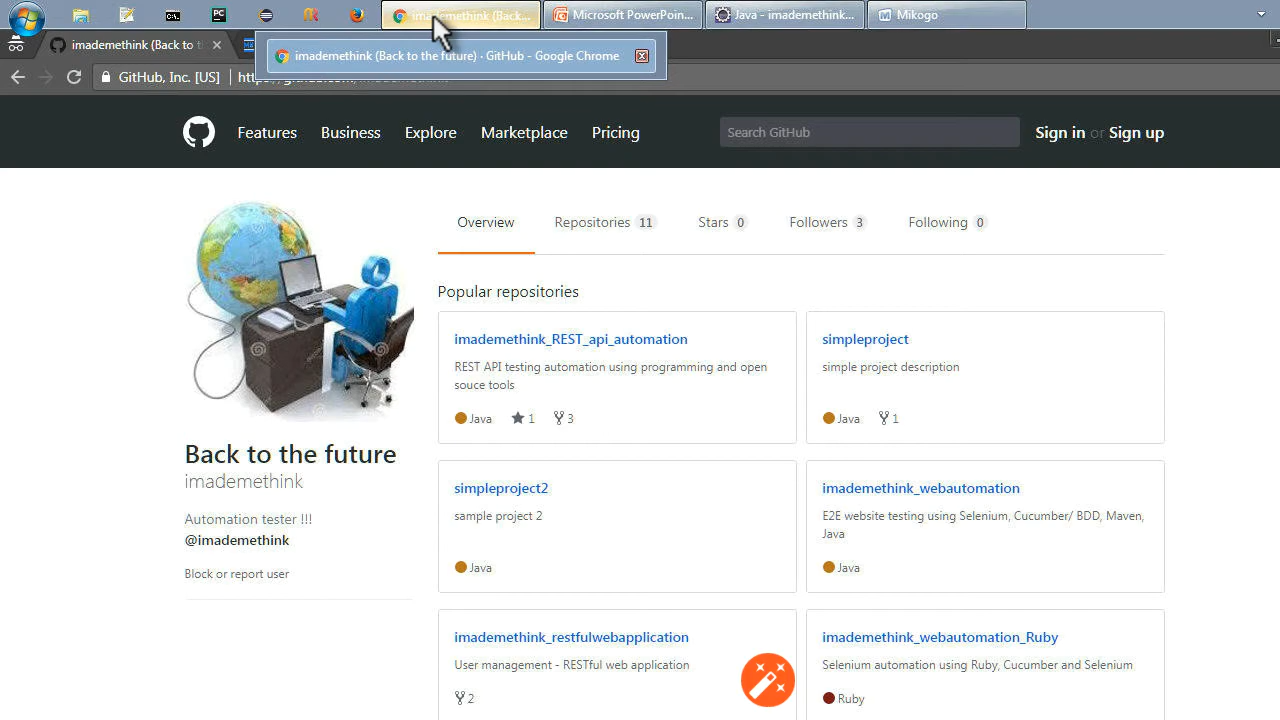 imademethink (Back...
Microsoft PowerPoin...
Java - imademethink...
Mikogo
imademethink (Back to t
imademethink (Back to the future) · GitHub - Google Chrome
GitHub, Inc. [US]
Features
Business
Explore
Marketplace
Pricing
Search GitHub
Sign in or Sign up
Overview
Repositories 11
Stars 0
Followers 3
Following 0
Popular repositories
imademethink_REST_api_automation
REST API testing automation using programming and open
souce tools
Java 1 3
simpleproject
simple project description
Java 1
simpleproject2
sample project 2
Java
imademethink_webautomation
E2E website testing using Selenium, Cucumber/ BDD, Maven,
Java
Java
imademethink_restfulwebapplication
User management - RESTful web application
2
imademethink_webautomation_Ruby
Selenium automation using Ruby, Cucumber and Selenium
Ruby
Back to the future
imademethink
Automation tester !!!
@imademethink
Block or report user